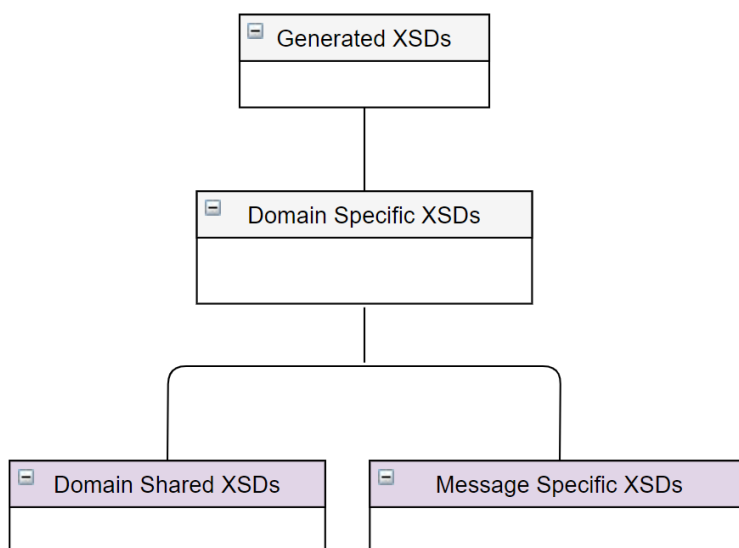 Generated XSDs
Domain Specific XSDs
Domain Shared XSDs
Message Specific XSDs